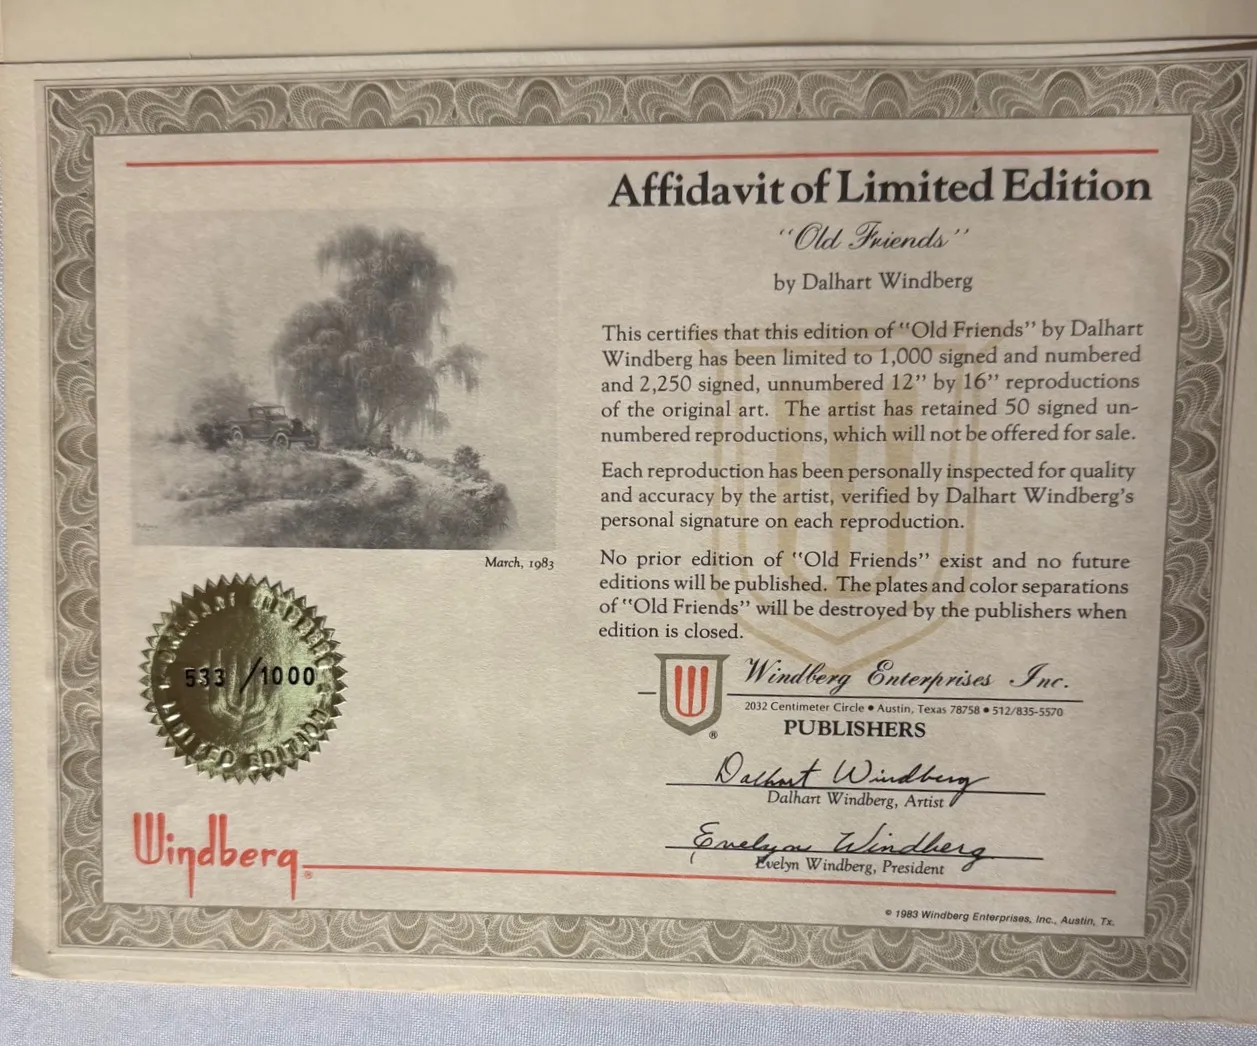 Affidavit of Limited Edition
“Old Friends”
by Dalhart Windberg
This certifies that this edition of “Old Friends” by Dalhart
Windberg has been limited to 1,000 signed and numbered
and 2,250 signed, unnumbered 12” by 16” reproductions
of the original art. The artist has retained 50 signed un-
numbered reproductions, which will not be offered for sale.
Each reproduction has been personally inspected for quality
and accuracy by the artist, verified by Dalhart Windberg’s
personal signature on each reproduction.
No prior edition of “Old Friends” exist and no future
editions will be published. The plates and color separations
of “Old Friends” will be destroyed by the publishers when
edition is closed.
March, 1983
533 / 1000
LIMITED EDITION
Windberg Enterprises Inc.
2032 Centimeter Circle • Austin, Texas 78758 • 512/835-5570
®
PUBLISHERS
Dalhart Windberg
Dalhart Windberg, Artist
Evelyn Windberg
Evelyn Windberg, President
Windberg®
© 1983 Windberg Enterprises, Inc., Austin, Tx.